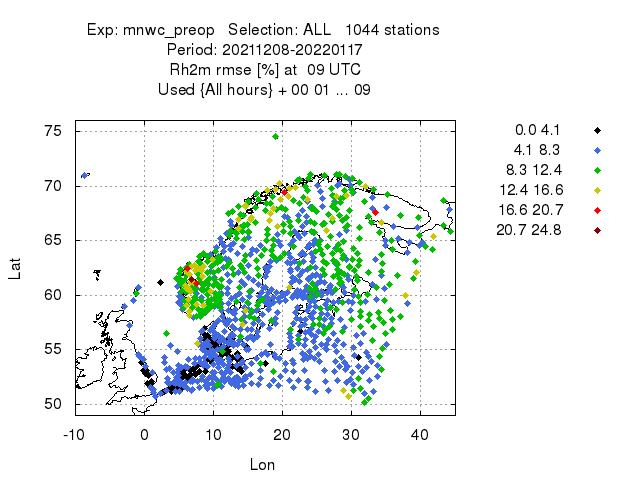 Exp: mnwc_preop   Selection: ALL   1044 stations
Period: 20211208-20220117
Rh2m rmse [%] at  09 UTC
Used {All hours} + 00 01 ... 09
0.0 4.1
4.1 8.3
8.3 12.4
12.4 16.6
16.6 20.7
20.7 24.8
75
70
65
60
55
50
Lat
-10 0 10 20 30 40
Lon